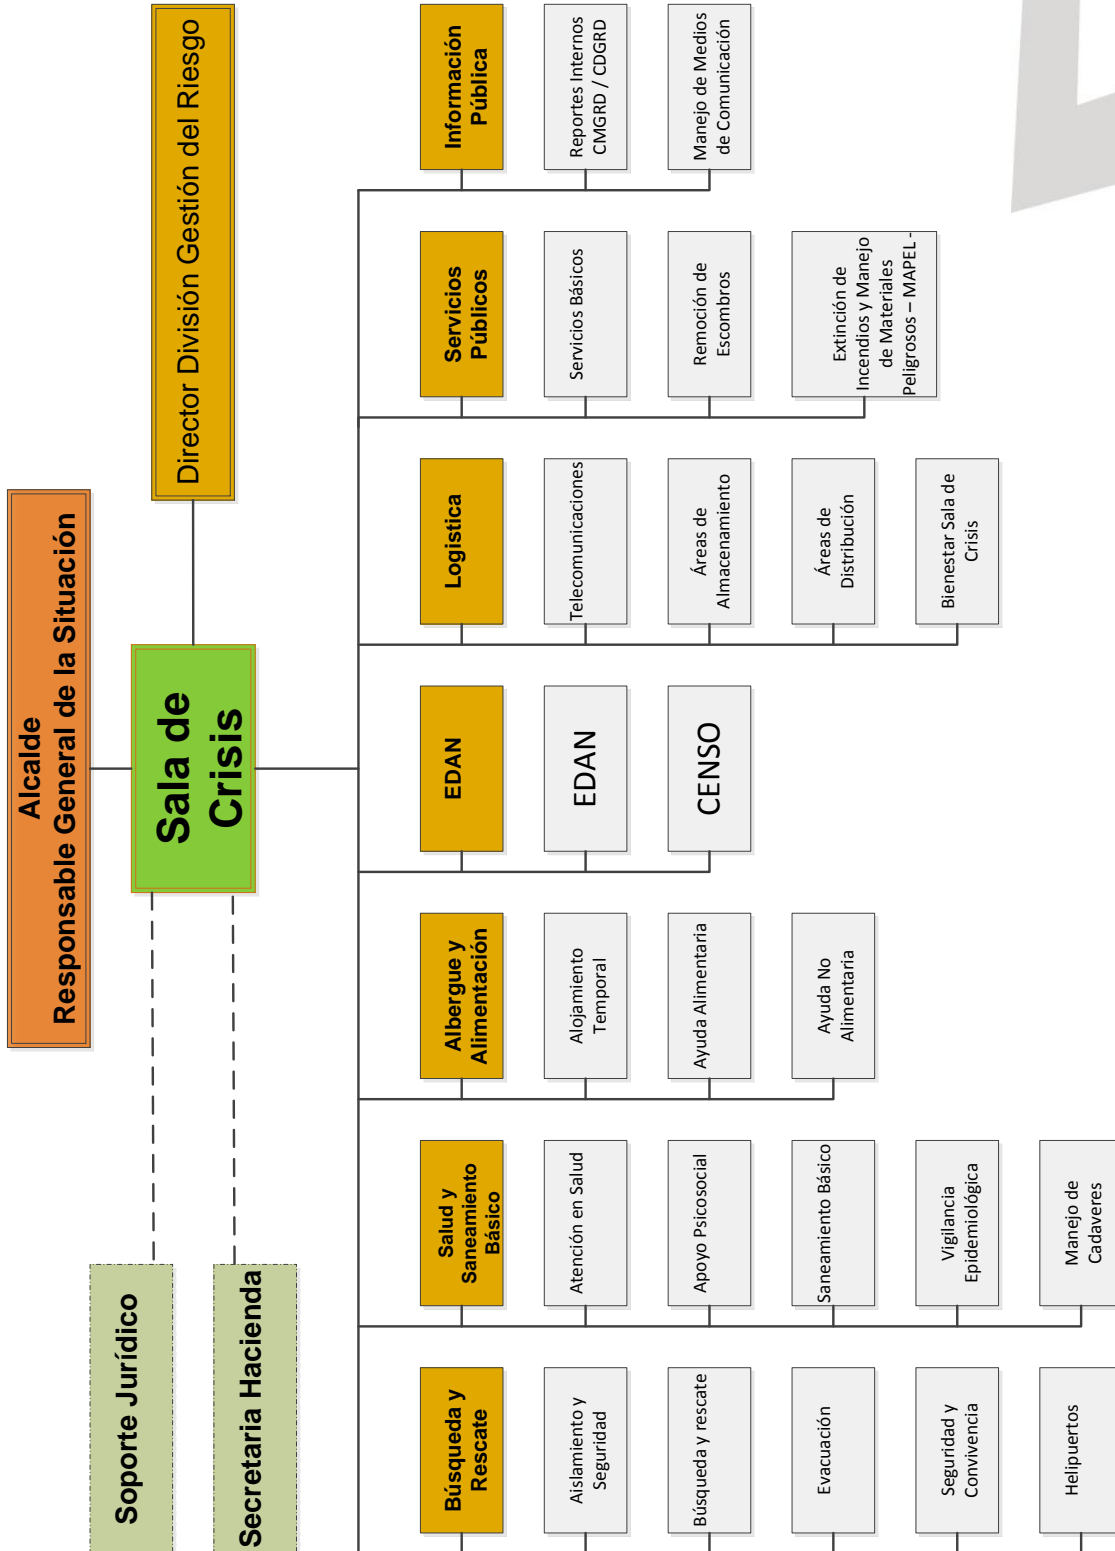 Alcalde
Responsable General de la Situación
Sala de
Crisis
Director División Gestión del Riesgo
Soporte Jurídico
Secretaria Hacienda
Búsqueda y
Rescate
Aislamiento y
Seguridad
Búsqueda y rescate
Evacuación
Seguridad y
Convivencia
Helipuertos
Salud y
Saneamiento
Básico
Atención en Salud
Apoyo Psicosocial
Saneamiento Básico
Vigilancia
Epidemiológica
Manejo de
Cadaveres
Albergue y
Alimentación
Alojamiento
Temporal
Ayuda Alimentaria
Ayuda No
Alimentaria
EDAN
EDAN
CENSO
Logistica
Telecomunicaciones
Áreas de
Almacenamiento
Áreas de
Distribución
Bienestar Sala de
Crisis
Servicios
Públicos
Servicios Básicos
Remoción de
Escombros
Extinción de
Incendios y Manejo
de Materiales
Peligrosos – MAPEL -
Información
Pública
Reportes Internos
CMGRD / CDGRD
Manejo de Medios
de Comunicación